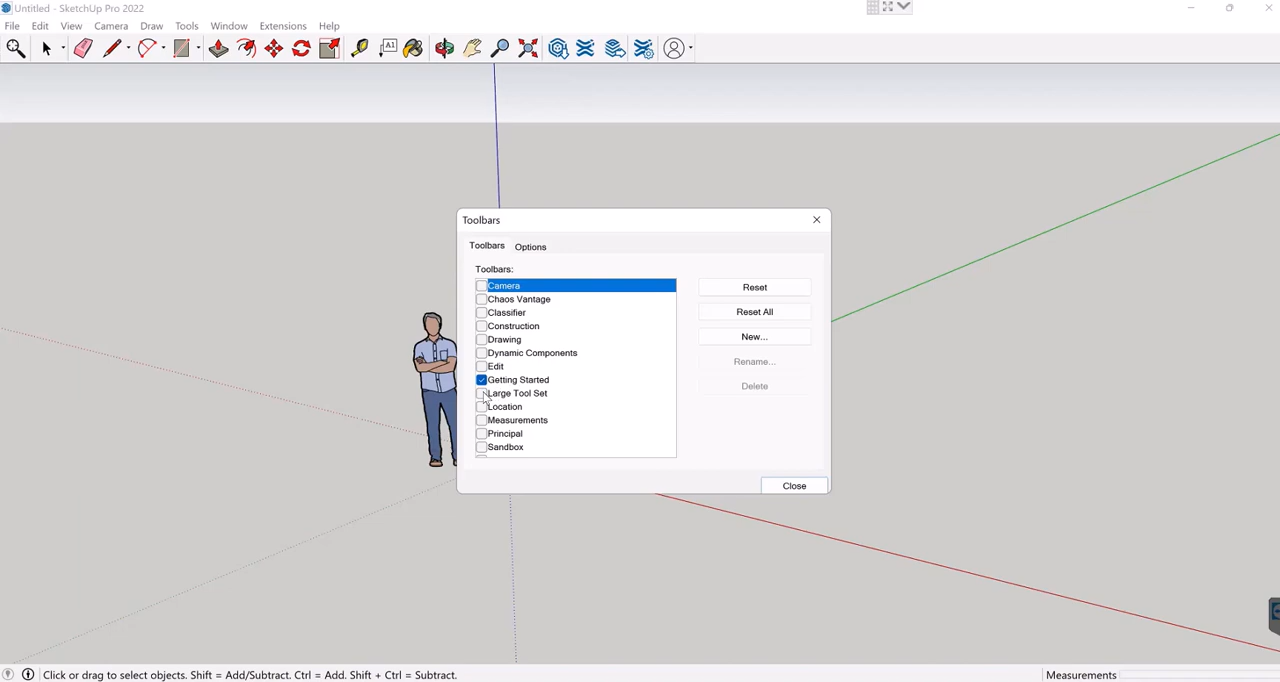 Untitled - SketchUp Pro 2022
File Edit View Camera Draw Tools Window Extensions Help
A1
Toolbars
Toolbars Options
Toolbars:
Camera
Chaos Vantage
Classifier
Construction
Drawing
Dynamic Components
Edit
Getting Started
Large Tool Set
Location
Measurements
Principal
Sandbox
Reset
Reset All
New...
Rename...
Delete
Close
Click or drag to select objects. Shift = Add/Subtract. Ctrl = Add. Shift + Ctrl = Subtract.
Measurements